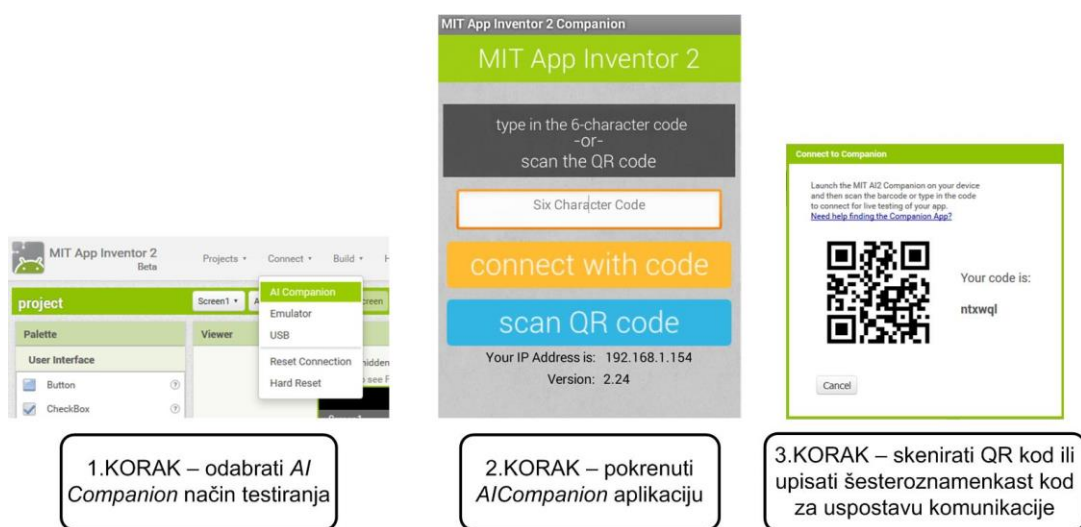 MIT App Inventor 2
Beta
Projects
Connect
Build
project
Screen1
AI Companion
Emulator
USB
Reset Connection
Hard Reset
Palette
Viewer
User Interface
Button
CheckBox
1.KORAK – odabrati AI
Companion način testiranja
MIT App Inventor 2 Companion
MIT App Inventor 2
type in the 6-character code
-or-
scan the QR code
Six Character Code
connect with code
scan QR code
Your IP Address is: 192.168.1.154
Version: 2.24
2.KORAK – pokrenuti
AICompanion aplikaciju
Connect to Companion
Launch the MIT AI2 Companion on your device
and then scan the barcode or type in the code
to connect for live testing of your app.
Need help finding the Companion App?
Your code is:
ntxwql
Cancel
3.KORAK – skenirati QR kod ili
upisati šesteroznamenkast kod
za uspostavu komunikacije